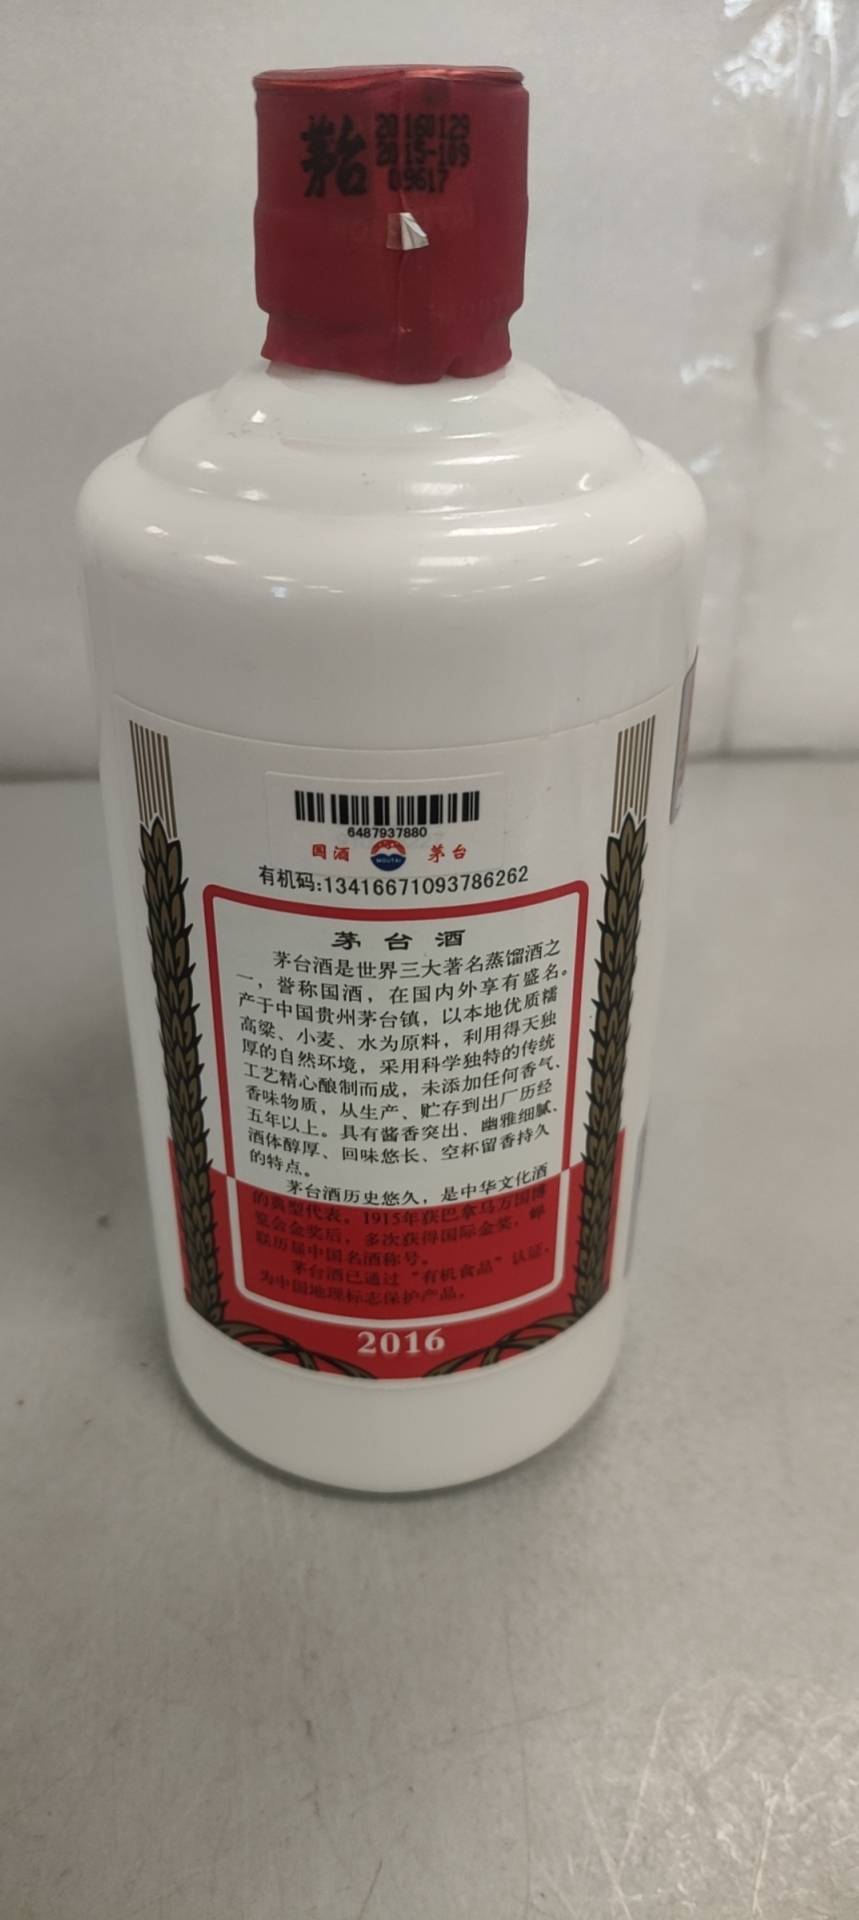 茅台
20160129
2015-109
09617
6487937880
国酒
MOUTAI
茅台
有机码:13416671093786262
茅台酒
茅台酒是世界三大著名蒸馏酒之
一，誉称国酒，在国内外享有盛名。
产于中国贵州茅台镇，以本地优质糯
高粱、小麦、水为原料，利用得天独
厚的自然环境，采用科学独特的传统
工艺精心酿制而成，未添加任何香气、
香味物质，从生产、贮存到出厂历经
五年以上。具有酱香突出、幽雅细腻、
酒体醇厚、回味悠长、空杯留香持久
的特点。
茅台酒历史悠久，是中华文化酒
的典型代表。1915年获巴拿马万国博
览会金奖后，多次获得国际金奖，蝉
联历届中国名酒称号。
茅台酒已通过“有机食品”认证，
为中国地理标志保护产品。
2016